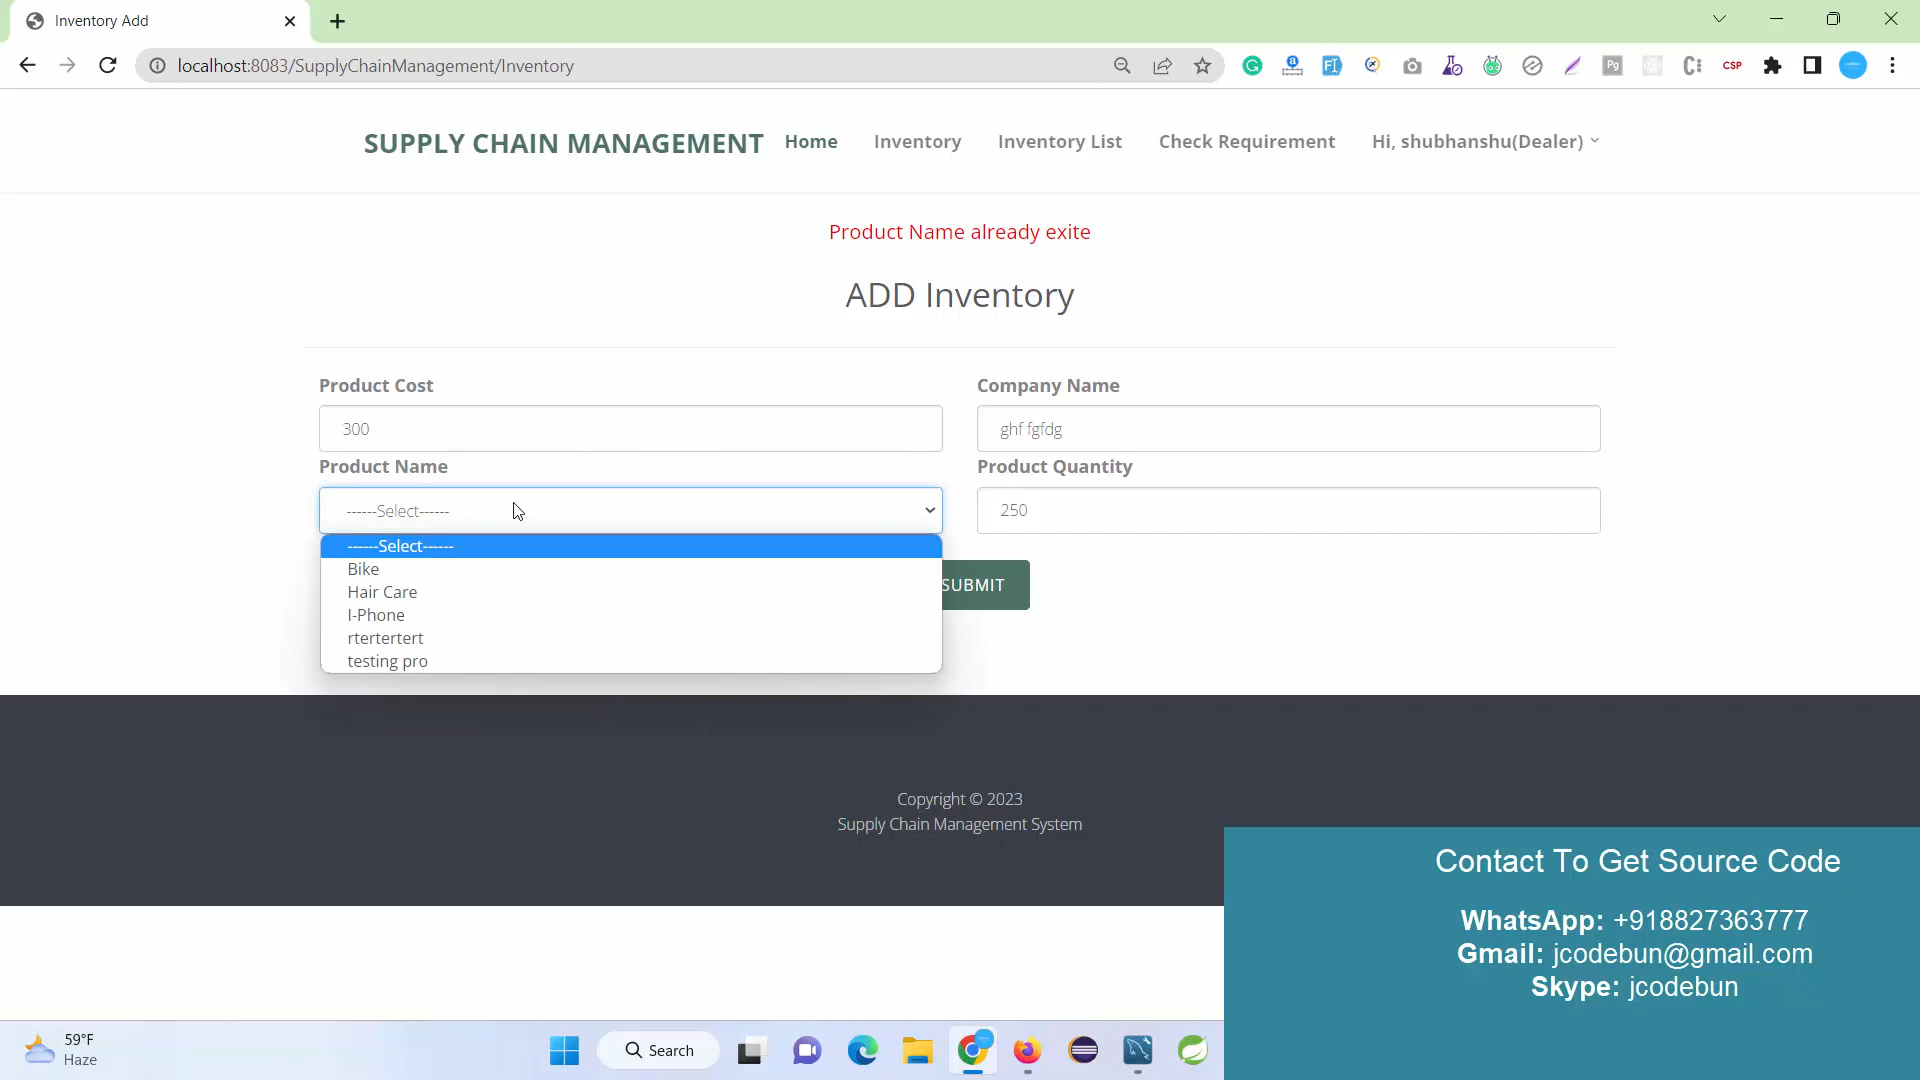 Inventory Add
localhost:8083/SupplyChainManagement/Inventory
CSP
SUPPLY CHAIN MANAGEMENT Home Inventory Inventory List Check Requirement Hi, shubhanshu(Dealer)
Product Name already exite
ADD Inventory
Product Cost Company Name
300 ghf fgfdg
Product Name Product Quantity
------Select------ 250
------Select------
Bike
Hair Care
I-Phone
rtertertert
testing pro
SUBMIT
Copyright © 2023
Supply Chain Management System
Contact To Get Source Code
WhatsApp: +918827363777
Gmail: jcodebun@gmail.com
Skype: jcodebun
59°F
Haze
Search